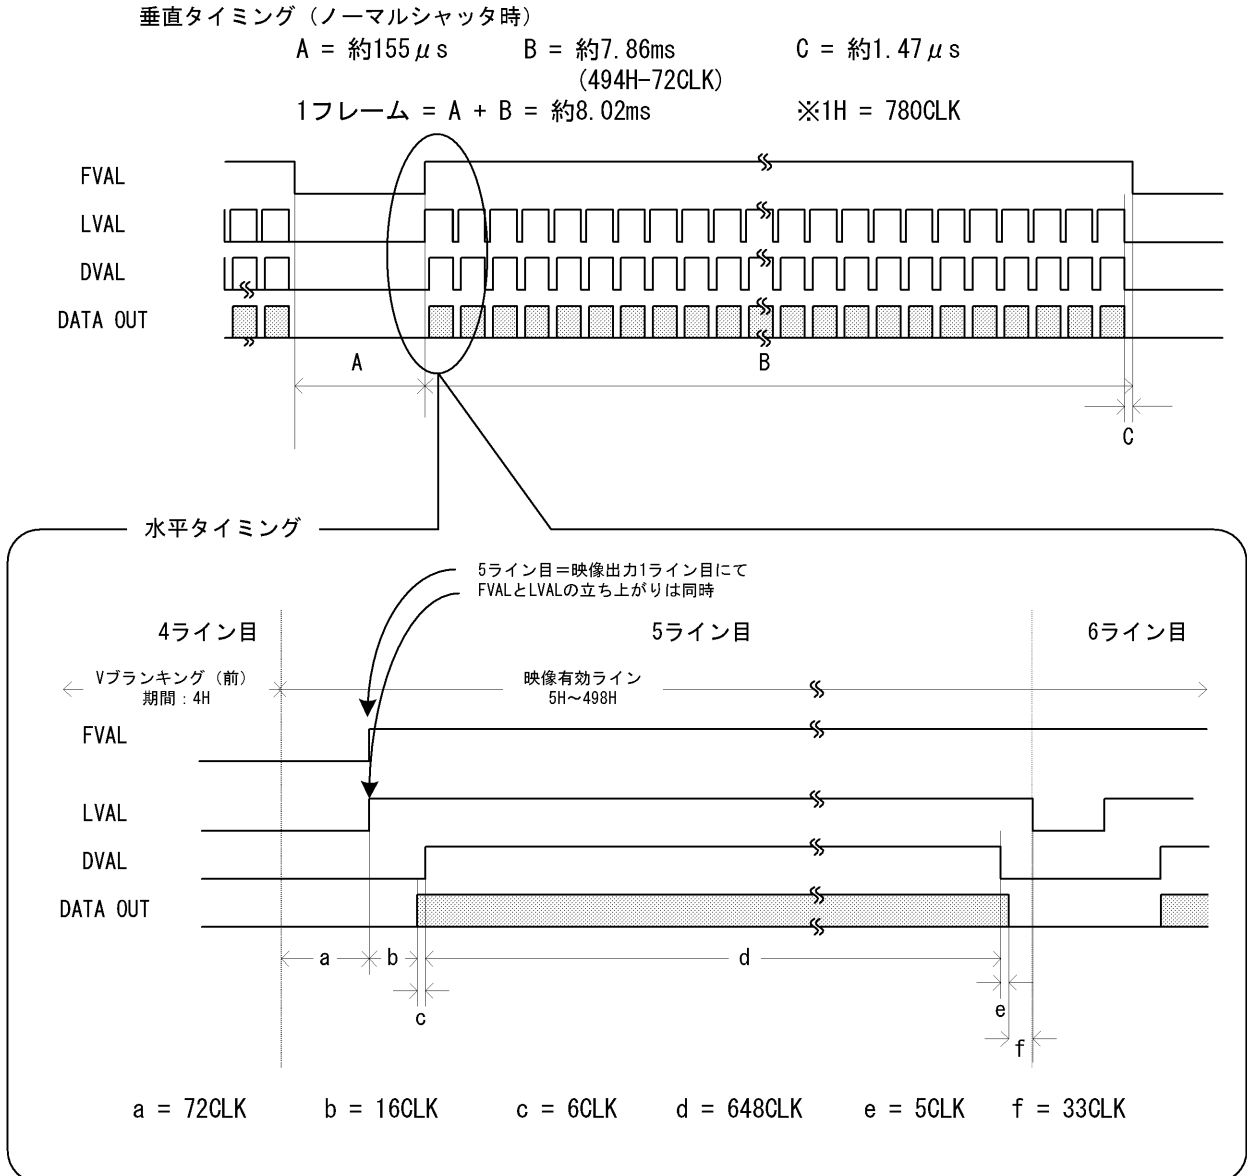 垂直タイミング（ノーマルシャッタ時）
A = 約155μs B = 約7.86ms C = 約1.47μs
(494H-72CLK)
1フレーム = A + B = 約8.02ms ※1H = 780CLK
FVAL
LVAL
DVAL
DATA OUT
A B
C
水平タイミング
5ライン目＝映像出力1ライン目にて
FVALとLVALの立ち上がりは同時
4ライン目 5ライン目 6ライン目
Vブランキング（前） 映像有効ライン
期間：4H 5H～498H
FVAL
LVAL
DVAL
DATA OUT
a b d
c e
f
a = 72CLK b = 16CLK c = 6CLK d = 648CLK e = 5CLK f = 33CLK